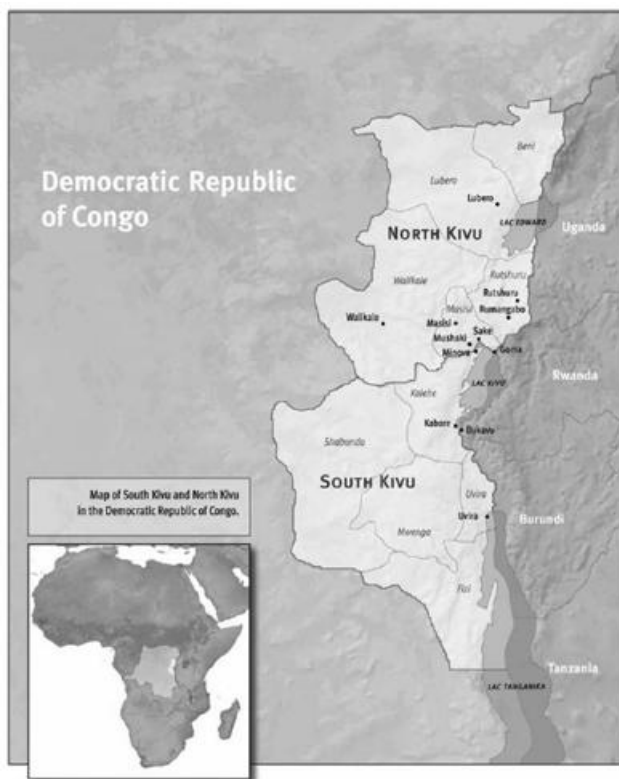 Democratic Republic
of Congo
Beni
Lubero
Lubero
LAC EDWARD
Uganda
NORTH KIVU
Rutshuru
Walikale
Rutshuru
Masisi
Rumangabo
Walikale
Masisi
Sake
Mushaki
Minova
Goma
Rwanda
LAC KIVU
Kalehe
Kabare
Bukavu
Shabunda
SOUTH KIVU
Uvira
Map of South Kivu and North Kivu
in the Democratic Republic of Congo.
Uvira
Burundi
Mwenga
Fizi
Tanzania
LAC TANGANIKA